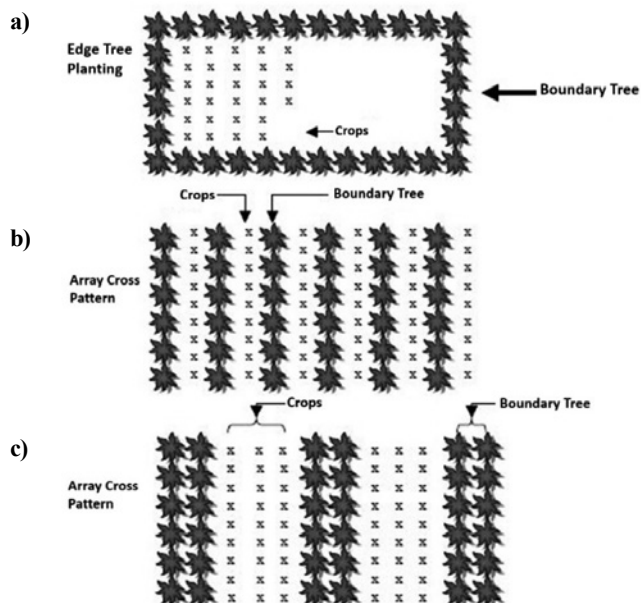 a)
Edge Tree
Planting
Boundary Tree
Crops
Crops
Boundary Tree
b)
Array Cross
Pattern
Crops
Boundary Tree
c)
Array Cross
Pattern